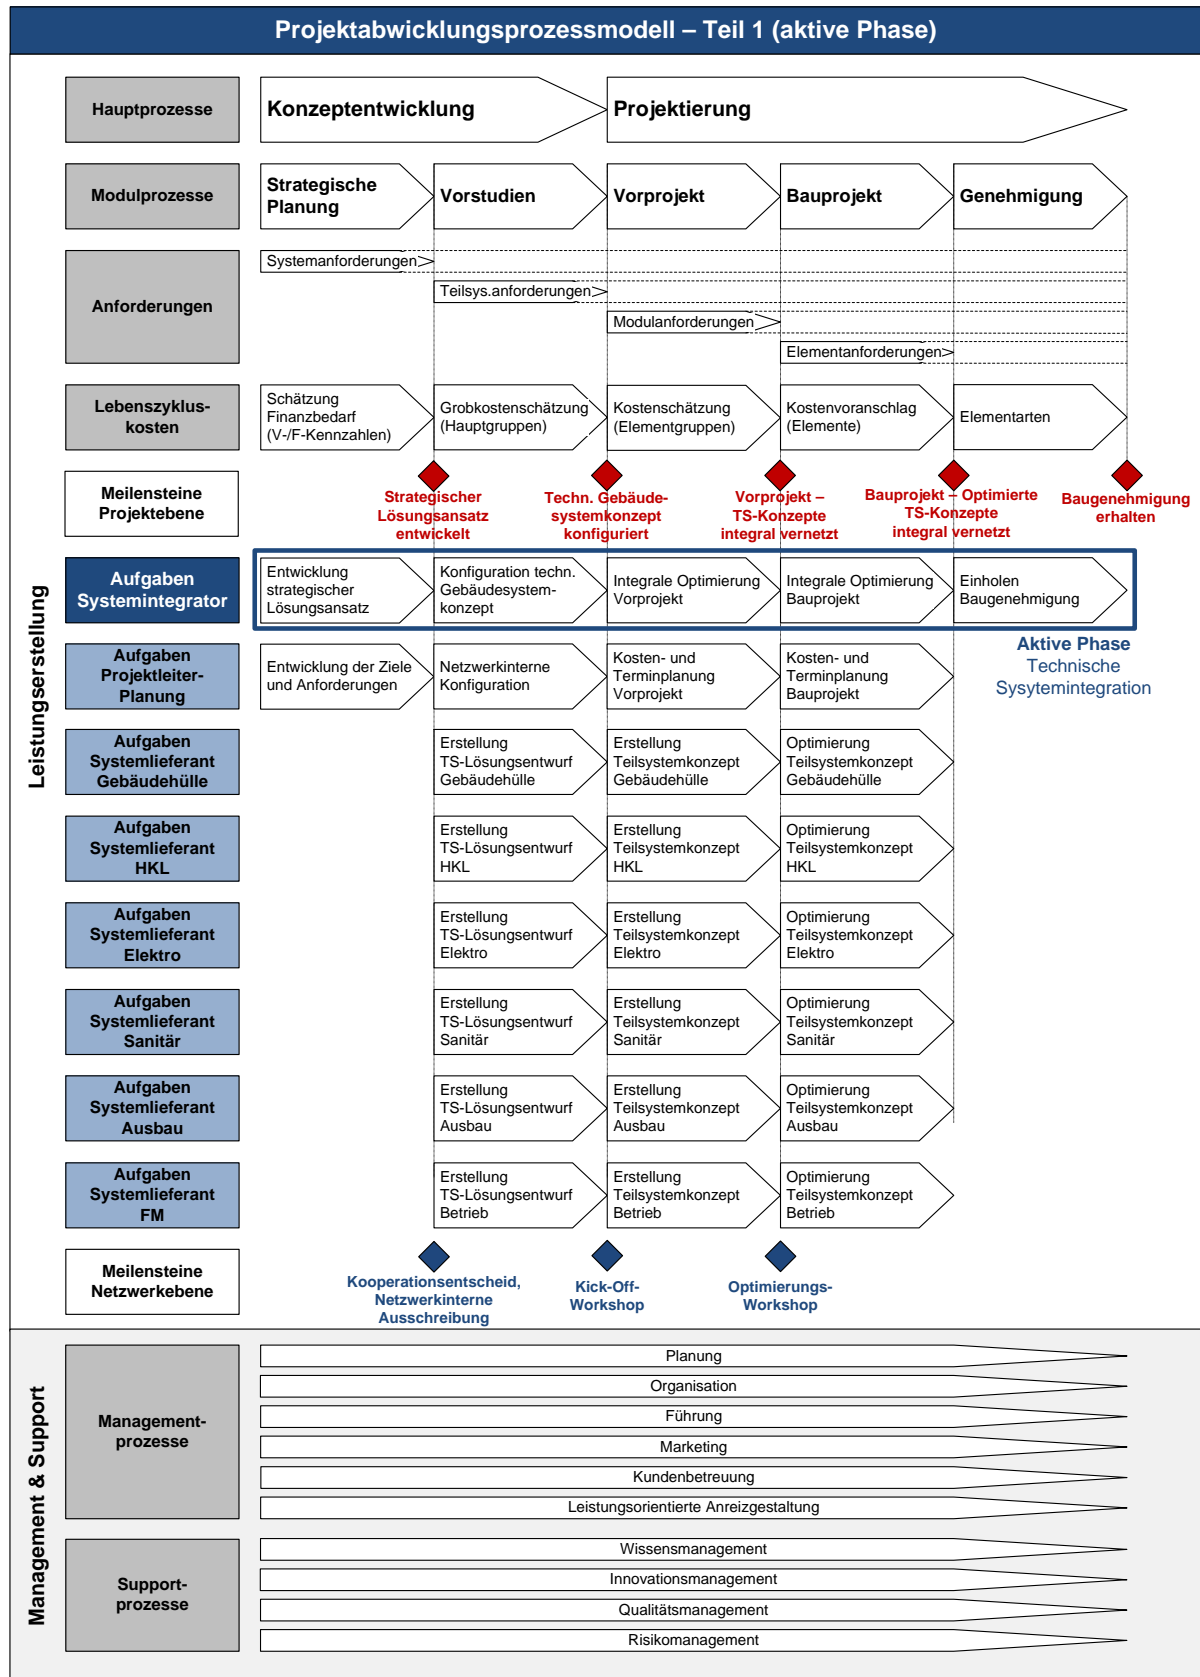 Projektabwicklungsprozessmodell – Teil 1 (aktive Phase)
Leistungserstellung
Hauptprozesse
Konzeptentwicklung
Projektierung
Modulprozesse
Strategische
Planung
Vorstudien
Vorprojekt
Bauprojekt
Genehmigung
Anforderungen
Systemanforderungen
Teilsys.anforderungen
Modulanforderungen
Elementanforderungen
Lebenszyklus-
kosten
Schätzung
Finanzbedarf
(V-/F-Kennzahlen)
Grobkostenschätzung
(Hauptgruppen)
Kostenschätzung
(Elementgruppen)
Kostenvoranschlag
(Elemente)
Elementarten
Meilensteine
Projektebene
Strategischer
Lösungsansatz
entwickelt
Techn. Gebäude-
systemkonzept
konfiguriert
Vorprojekt –
TS-Konzepte
integral vernetzt
Bauprojekt – Optimierte
TS-Konzepte
integral vernetzt
Baugenehmigung
erhalten
Aufgaben
Systemintegrator
Entwicklung
strategischer
Lösungsansatz
Konfiguration techn.
Gebäudesystem-
konzept
Integrale Optimierung
Vorprojekt
Integrale Optimierung
Bauprojekt
Einholen
Baugenehmigung
Aktive Phase
Technische
Sysytemintegration
Aufgaben
Projektleiter-
Planung
Entwicklung der Ziele
und Anforderungen
Netzwerkinterne
Konfiguration
Kosten- und
Terminplanung
Vorprojekt
Kosten- und
Terminplanung
Bauprojekt
Aufgaben
Systemlieferant
Gebäudehülle
Erstellung
TS-Lösungsentwurf
Gebäudehülle
Erstellung
Teilsystemkonzept
Gebäudehülle
Optimierung
Teilsystemkonzept
Gebäudehülle
Aufgaben
Systemlieferant
HKL
Erstellung
TS-Lösungsentwurf
HKL
Erstellung
Teilsystemkonzept
HKL
Optimierung
Teilsystemkonzept
HKL
Aufgaben
Systemlieferant
Elektro
Erstellung
TS-Lösungsentwurf
Elektro
Erstellung
Teilsystemkonzept
Elektro
Optimierung
Teilsystemkonzept
Elektro
Aufgaben
Systemlieferant
Sanitär
Erstellung
TS-Lösungsentwurf
Sanitär
Erstellung
Teilsystemkonzept
Sanitär
Optimierung
Teilsystemkonzept
Sanitär
Aufgaben
Systemlieferant
Ausbau
Erstellung
TS-Lösungsentwurf
Ausbau
Erstellung
Teilsystemkonzept
Ausbau
Optimierung
Teilsystemkonzept
Ausbau
Aufgaben
Systemlieferant
FM
Erstellung
TS-Lösungsentwurf
Betrieb
Erstellung
Teilsystemkonzept
Betrieb
Optimierung
Teilsystemkonzept
Betrieb
Meilensteine
Netzwerkebene
Kooperationsentscheid,
Netzwerkinterne
Ausschreibung
Kick-Off-
Workshop
Optimierungs-
Workshop
Management & Support
Management-
prozesse
Planung
Organisation
Führung
Marketing
Kundenbetreuung
Leistungsorientierte Anreizgestaltung
Support-
prozesse
Wissensmanagement
Innovationsmanagement
Qualitätsmanagement
Risikomanagement